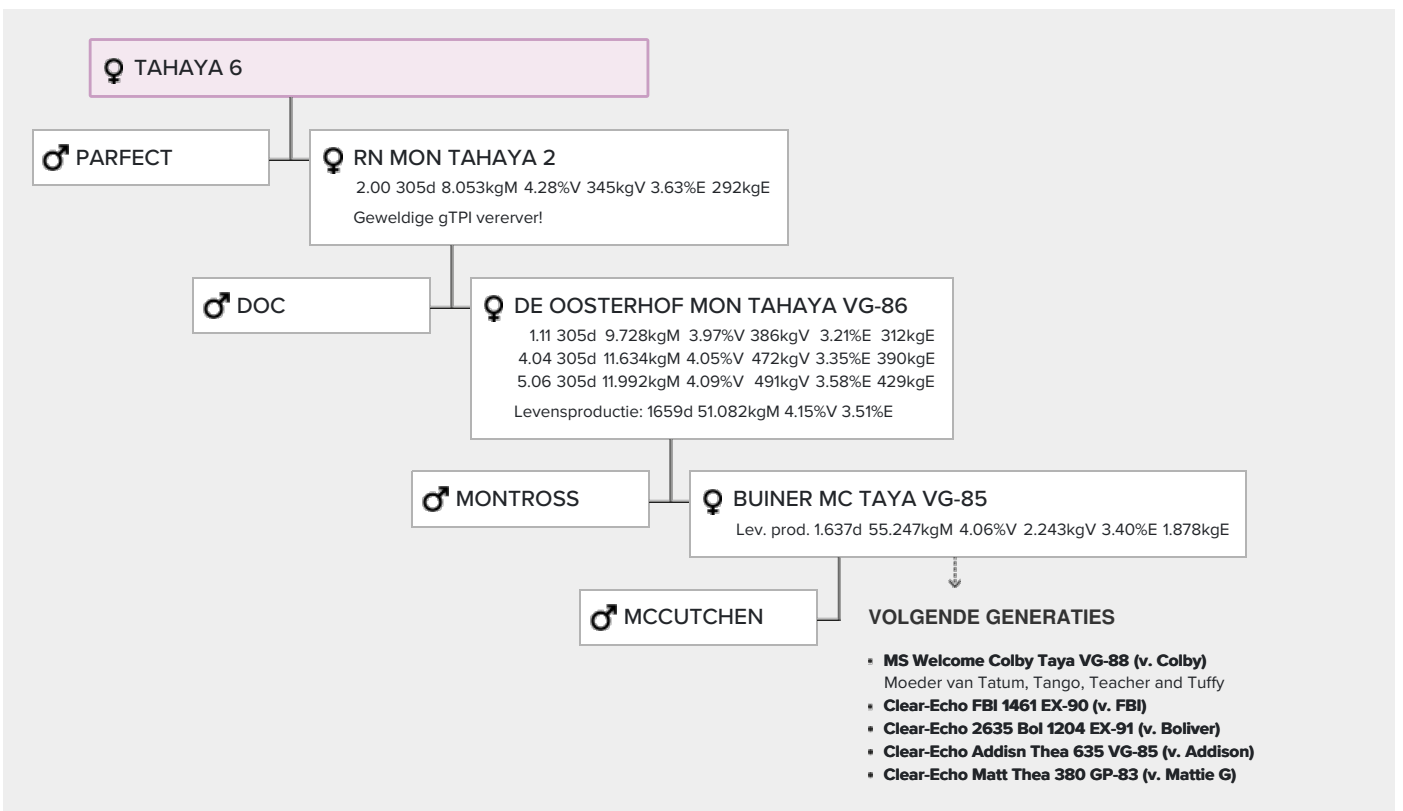 TAHAYA 6
PARFECT
RN MON TAHAYA 2
2.00 305d 8.053kgM 4.28%V 345kgV 3.63%E 292kgE
Geweldige gTPI vererver!
DOC
DE OOSTERHOF MON TAHAYA VG-86
1.11 305d 9.728kgM 3.97%V 386kgV 3.21%E 312kgE
4.04 305d 11.634kgM 4.05%V 472kgV 3.35%E 390kgE
5.06 305d 11.992kgM 4.09%V 491kgV 3.58%E 429kgE
Levensproductie: 1659d 51.082kgM 4.15%V 3.51%E
MONTROSS
BUINER MC TAYA VG-85
Lev. prod. 1.637d 55.247kgM 4.06%V 2.243kgV 3.40%E 1.878kgE
MCCUTCHEN
VOLGENDE GENERATIES
• MS Welcome Colby Taya VG-88 (v. Colby)
Moeder van Tatum, Tango, Teacher and Tuffy
• Clear-Echo FBI 1461 EX-90 (v. FBI)
• Clear-Echo 2635 Bol 1204 EX-91 (v. Boliver)
• Clear-Echo Addisn Thea 635 VG-85 (v. Addison)
• Clear-Echo Matt Thea 380 GP-83 (v. Mattie G)